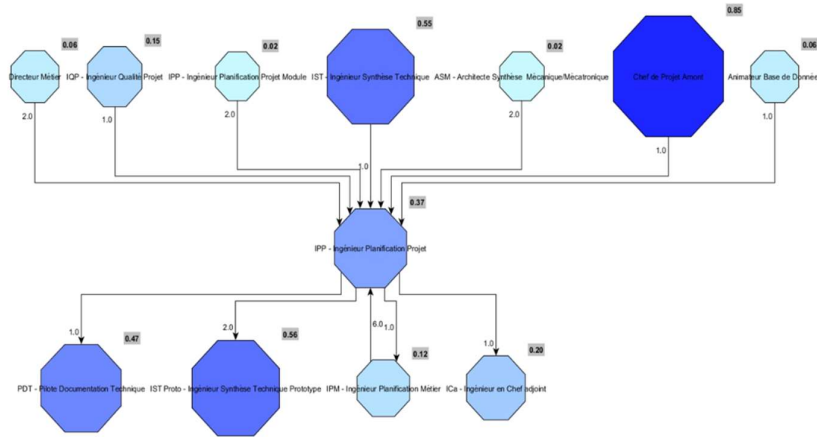 0.06
0.15
0.02
0.55
0.02
0.85
0.06
Directeur Métier
IQP - Ingénieur Qualité Projet
IPP - Ingénieur Planification Projet Module
IST - Ingénieur Synthèse Technique
ASM - Architecte Synthèse Mécanique/Mécatronique
Chef de Projet Amont
Animateur Base de Donnée
2.0
1.0
2.0
1.0
2.0
1.0
1.0
0.37
IPP - Ingénieur Planification Projet
1.0
2.0
6.0
1.0
1.0
0.47
0.56
0.12
0.20
PDT - Pilote Documentation Technique
IST Proto - Ingénieur Synthèse Technique Prototype
IPM - Ingénieur Planification Métier
ICa - Ingénieur en Chef adjoint